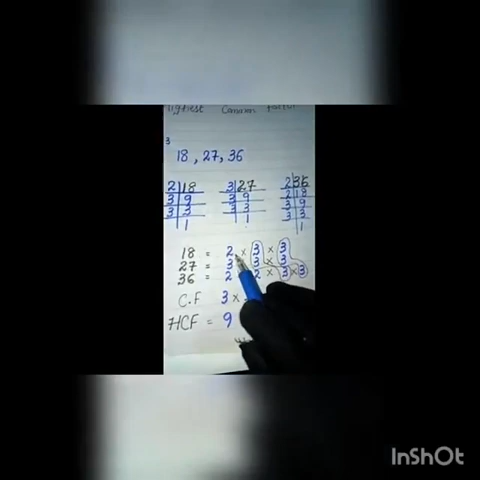 Highest Common Factor
3
18, 27, 36
2|18 3|27 2|36
3|9 3|9 2|18
3|3 3|3 3|9
1 1 3|3
1
18 = 2 × 3 × 3
27 = 3 3 × 3
36 = 2 2 × 3 × 3
C.F 3 ×
HCF = 9
InShOt